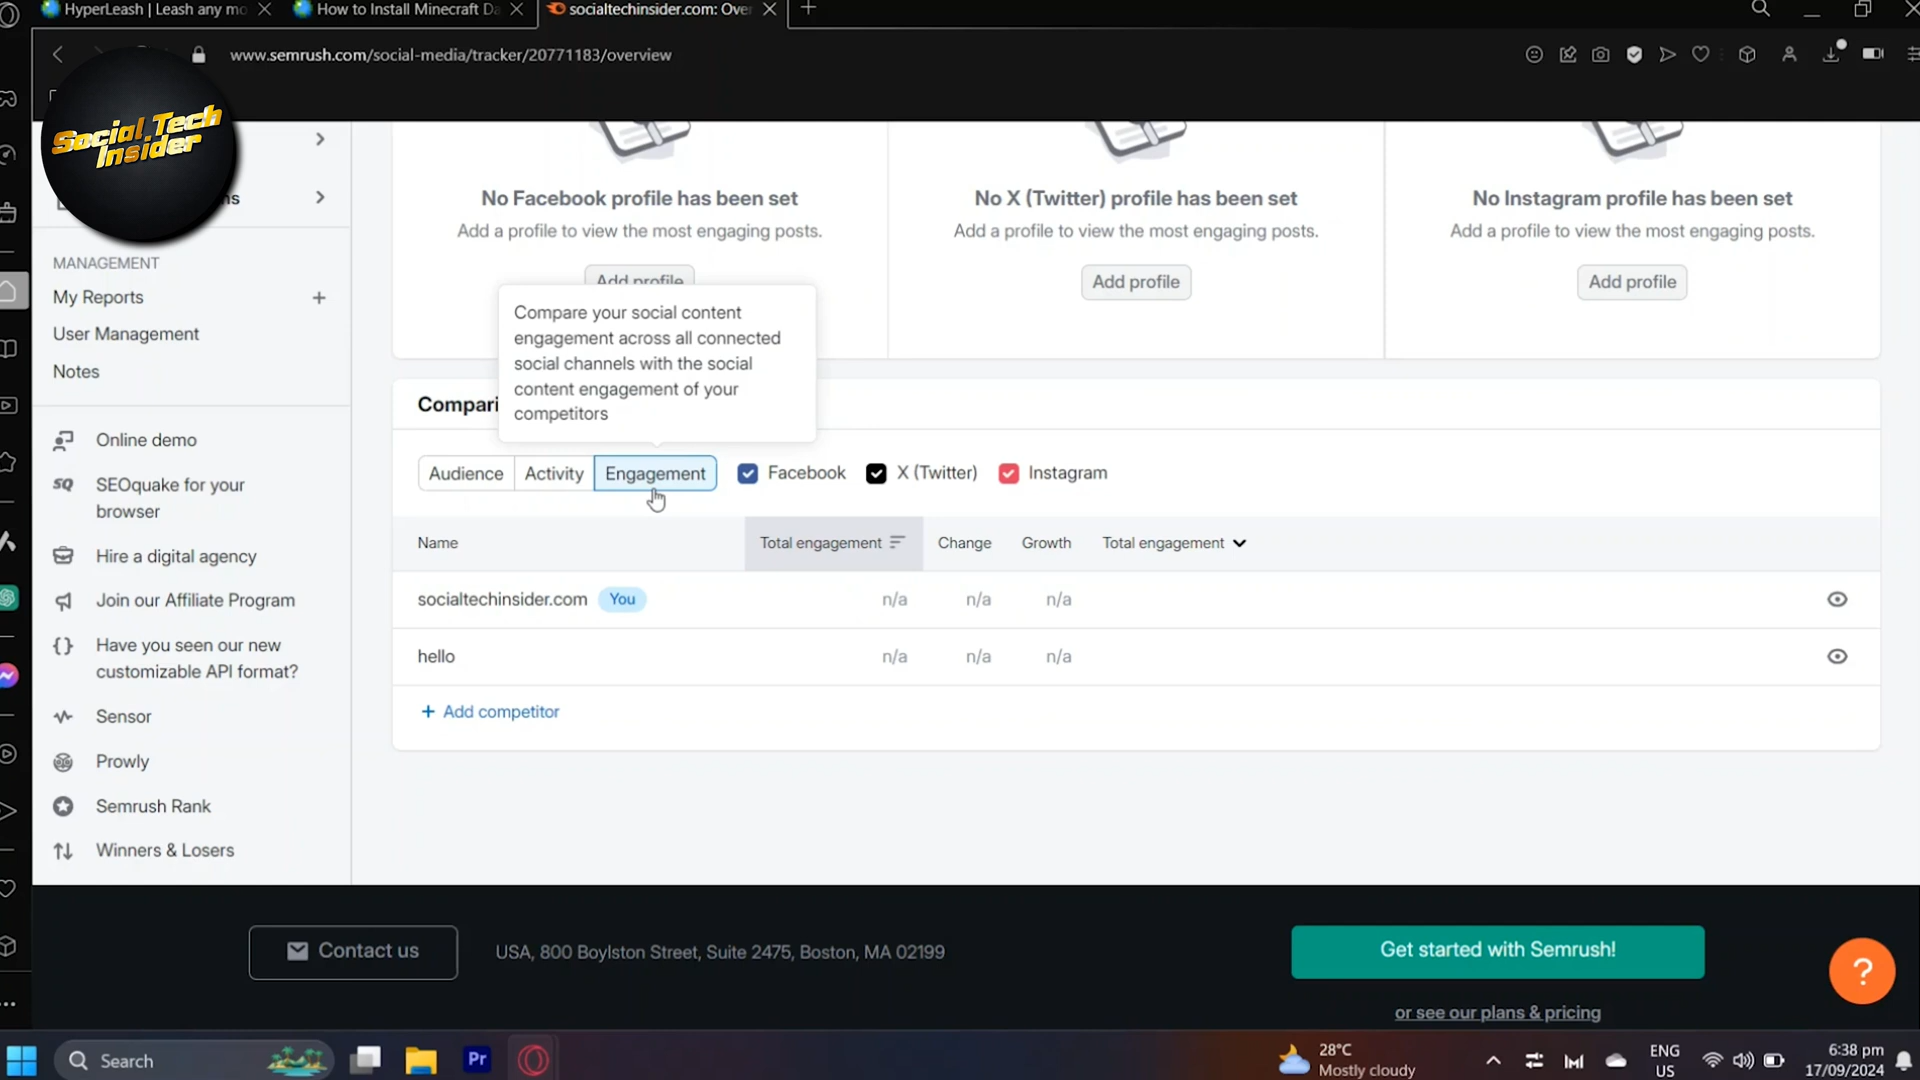 HyperLeash | Leash any mo
How to Install Minecraft Da
socialtechinsider.com: Over
www.semrush.com/social-media/tracker/20771183/overview
Social.Tech
Insider
ns
MANAGEMENT
My Reports
User Management
Notes
Online demo
SEOquake for your
browser
Hire a digital agency
Join our Affiliate Program
Have you seen our new
customizable API format?
Sensor
Prowly
Semrush Rank
Winners & Losers
No Facebook profile has been set
Add a profile to view the most engaging posts.
Add profile
No X (Twitter) profile has been set
Add a profile to view the most engaging posts.
Add profile
No Instagram profile has been set
Add a profile to view the most engaging posts.
Add profile
Compare your social content
engagement across all connected
social channels with the social
content engagement of your
competitors
Compari
Audience Activity Engagement Facebook X (Twitter) Instagram
Name Total engagement Change Growth Total engagement
socialtechinsider.com You n/a n/a n/a
hello n/a n/a n/a
+ Add competitor
Contact us
USA, 800 Boylston Street, Suite 2475, Boston, MA 02199
Get started with Semrush!
or see our plans & pricing
?
Search
Pr
28°C
Mostly cloudy
ENG
US
6:38 pm
17/09/2024